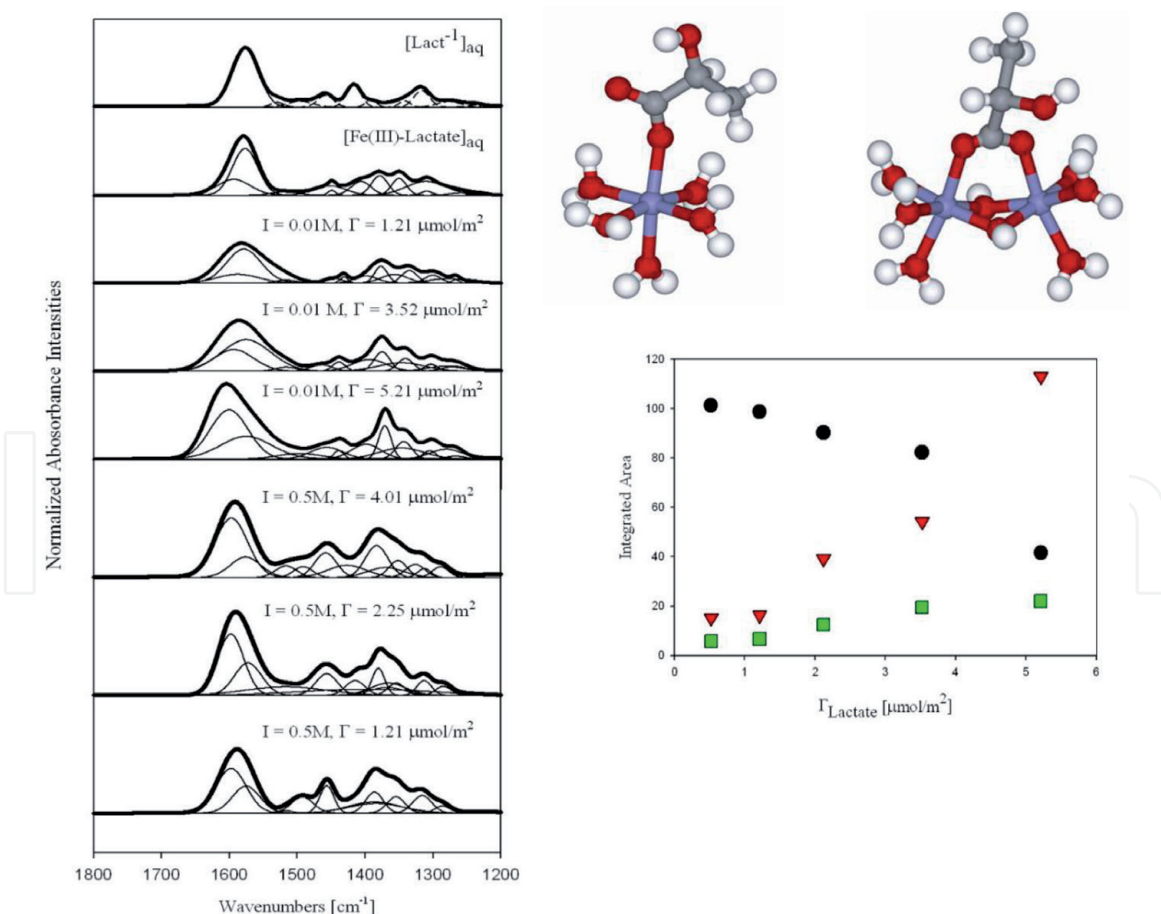 [Lact⁻¹]aq
[Fe(III)-Lactate]aq
I = 0.01M, Γ = 1.21 μmol/m²
I = 0.01 M, Γ = 3.52 μmol/m²
I = 0.01M, Γ = 5.21 μmol/m²
I = 0.5M, Γ = 4.01 μmol/m²
I = 0.5M, Γ = 2.25 μmol/m²
I = 0.5M, Γ = 1.21 μmol/m²
Normalized Abosorbance Intensities
1800 1700 1600 1500 1400 1300 1200
Wavenumbers [cm⁻¹]
120
100
80
60
40
20
0
Integrated Area
0 1 2 3 4 5 6
ΓLactate [μmol/m²]